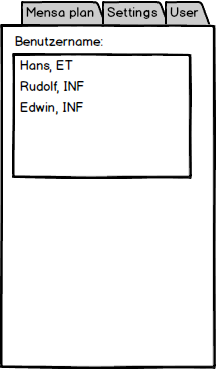 Mensa plan Settings User
Benutzername:
Hans, ET
Rudolf, INF
Edwin, INF